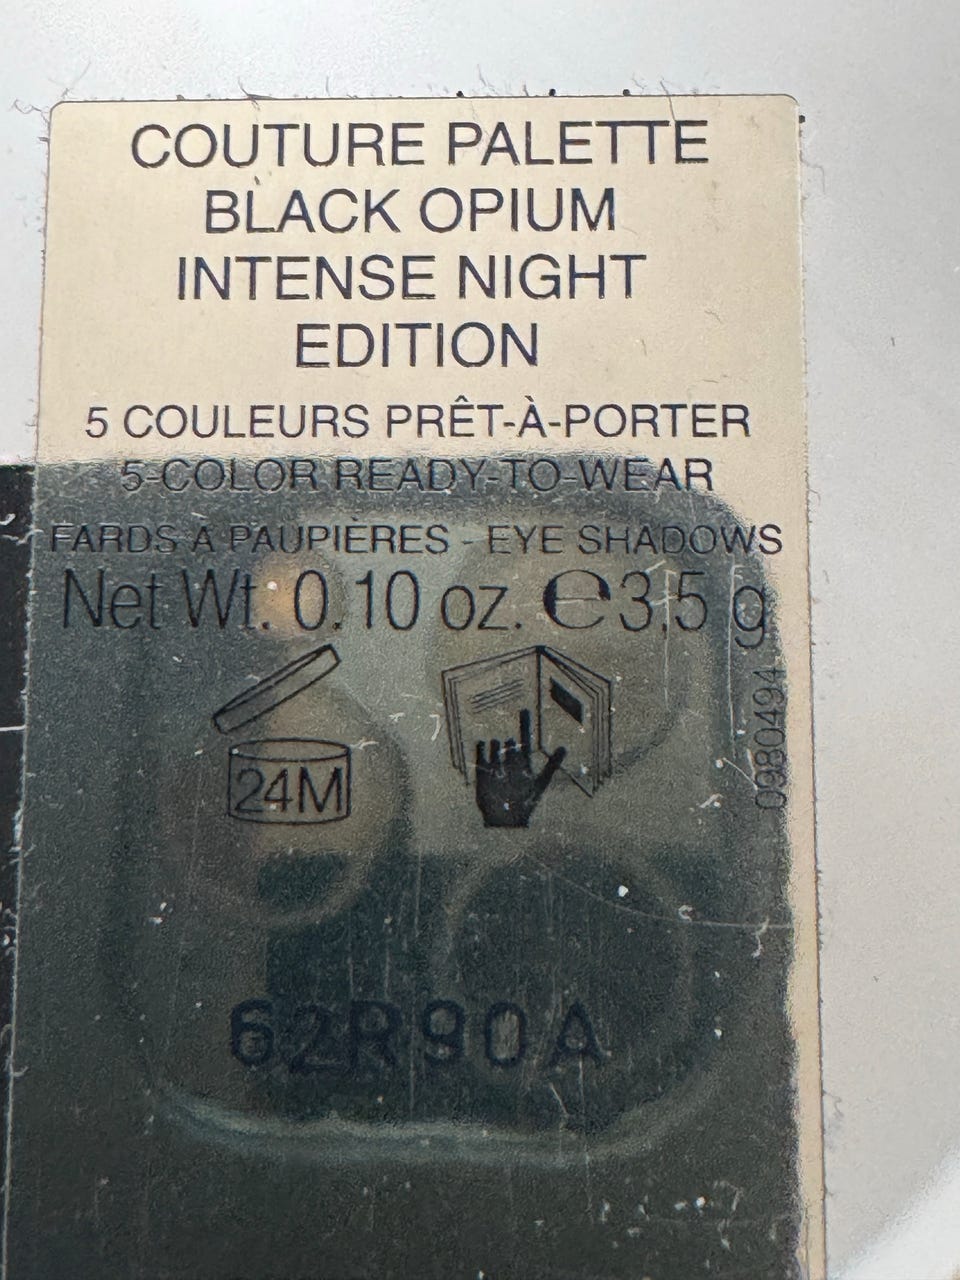 COUTURE PALETTE
BLACK OPIUM
INTENSE NIGHT
EDITION
5 COULEURS PRÊT-À-PORTER
5-COLOR READY-TO-WEAR
FARDS À PAUPIÈRES - EYE SHADOWS
Net Wt. 0.10 oz. ℮ 3,5 g
24M
0980494
62R90A